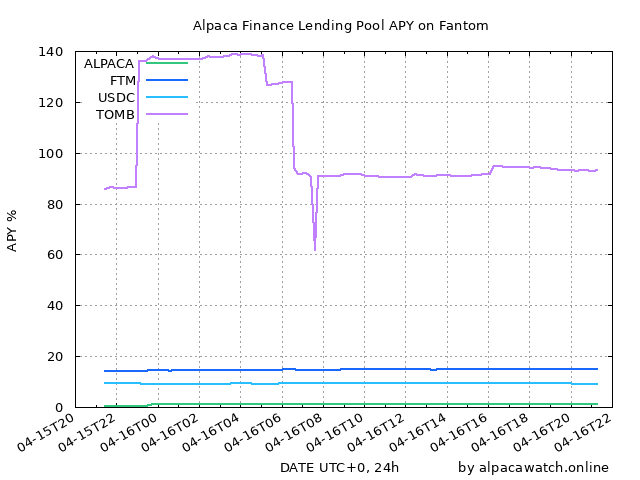 Alpaca Finance Lending Pool APY on Fantom
APY %
140
120
100
80
60
40
20
0
ALPACA
FTM
USDC
TOMB
04-15T20
04-15T22
04-16T00
04-16T02
04-16T04
04-16T06
04-16T08
04-16T10
04-16T12
04-16T14
04-16T16
04-16T18
04-16T20
04-16T22
DATE UTC+0, 24h
by alpacawatch.online